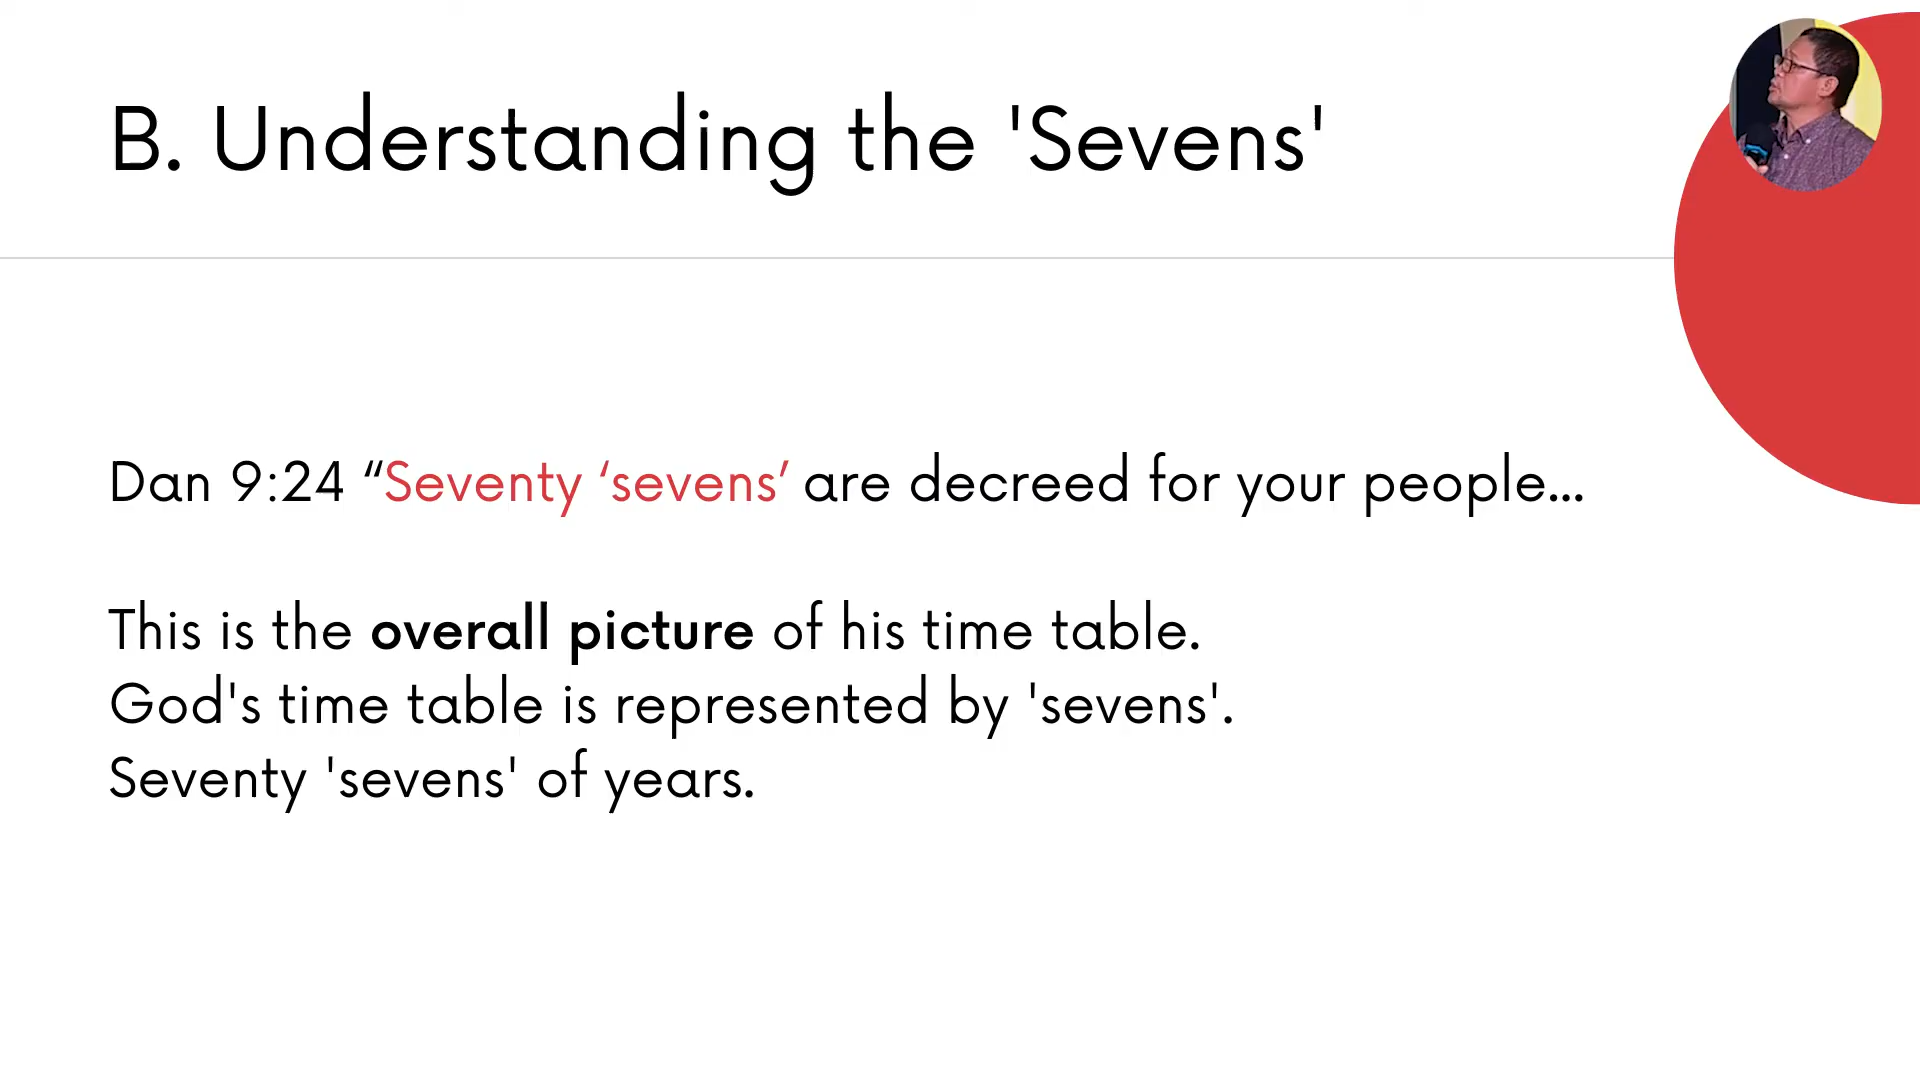 B. Understanding the 'Sevens'
Dan 9:24 “Seventy ‘sevens’ are decreed for your people...
This is the overall picture of his time table.
God's time table is represented by 'sevens'.
Seventy 'sevens' of years.